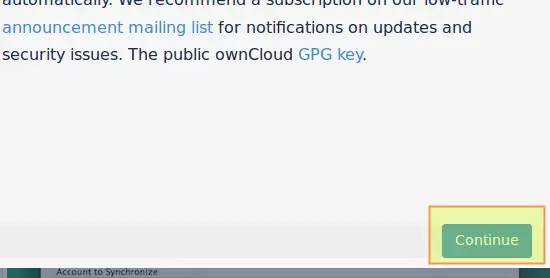 automatically. We recommend a subscription on our low-traffic
announcement mailing list for notifications on updates and
security issues. The public ownCloud GPG key.
Continue
Account to Synchronize